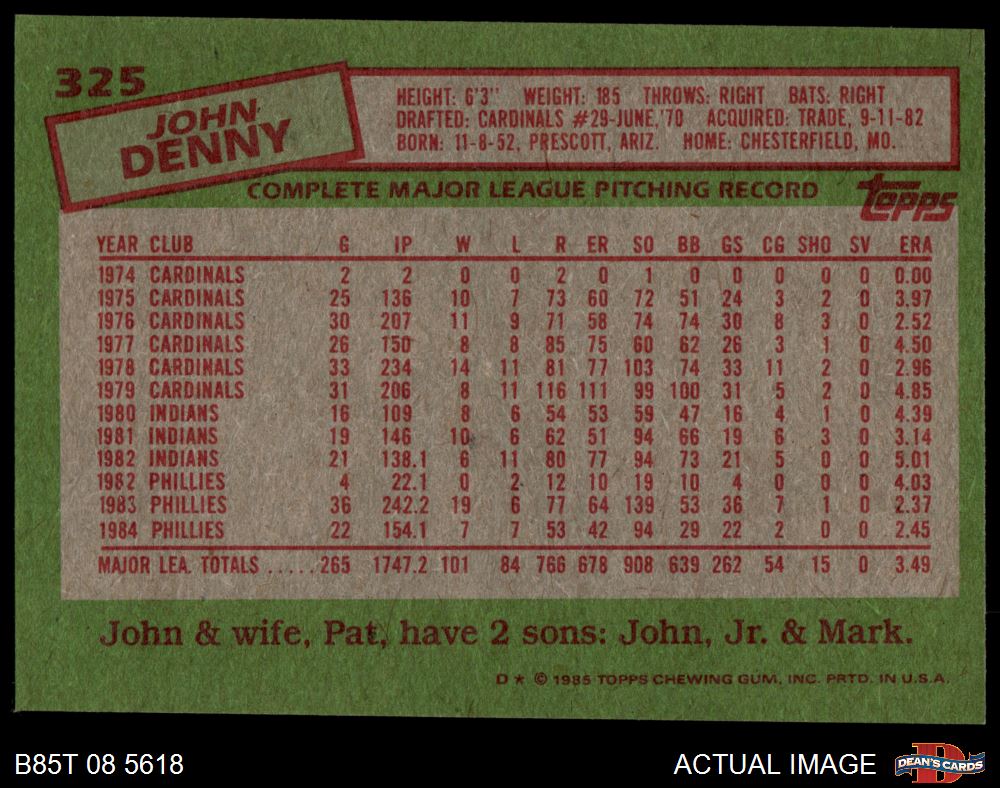 325
JOHN DENNY
HEIGHT: 6'3" WEIGHT: 185 THROWS: RIGHT BATS: RIGHT
DRAFTED: CARDINALS #29-JUNE,'70 ACQUIRED: TRADE, 9-11-82
BORN: 11-8-52, PRESCOTT, ARIZ. HOME: CHESTERFIELD, MO.
COMPLETE MAJOR LEAGUE PITCHING RECORD
Topps
YEAR CLUB G IP W L R ER SO BB GS CG SHO SV ERA
1974 CARDINALS 2 2 0 0 2 0 1 0 0 0 0 0 0.00
1975 CARDINALS 25 136 10 7 73 60 72 51 24 3 2 0 3.97
1976 CARDINALS 30 207 11 9 71 58 74 74 30 8 3 0 2.52
1977 CARDINALS 26 150 8 8 85 75 60 62 26 3 1 0 4.50
1978 CARDINALS 33 234 14 11 81 77 103 74 33 11 2 0 2.96
1979 CARDINALS 31 206 8 11 116 111 99 100 31 5 2 0 4.85
1980 INDIANS 16 109 8 6 54 53 59 47 16 4 1 0 4.39
1981 INDIANS 19 146 10 6 62 51 94 66 19 6 3 0 3.14
1982 INDIANS 21 138.1 6 11 80 77 94 73 21 5 0 0 5.01
1982 PHILLIES 4 22.1 0 2 12 10 19 10 4 0 0 0 4.03
1983 PHILLIES 36 242.2 19 6 77 64 139 53 36 7 1 0 2.37
1984 PHILLIES 22 154.1 7 7 53 42 94 29 22 2 0 0 2.45
MAJOR LEA. TOTALS .....265 1747.2 101 84 766 678 908 639 262 54 15 0 3.49
John & wife, Pat, have 2 sons: John, Jr. & Mark.
D ★ © 1985 TOPPS CHEWING GUM, INC. PRTD. IN U.S.A.
B85T 08 5618
ACTUAL IMAGE
D
DEAN'S CARDS